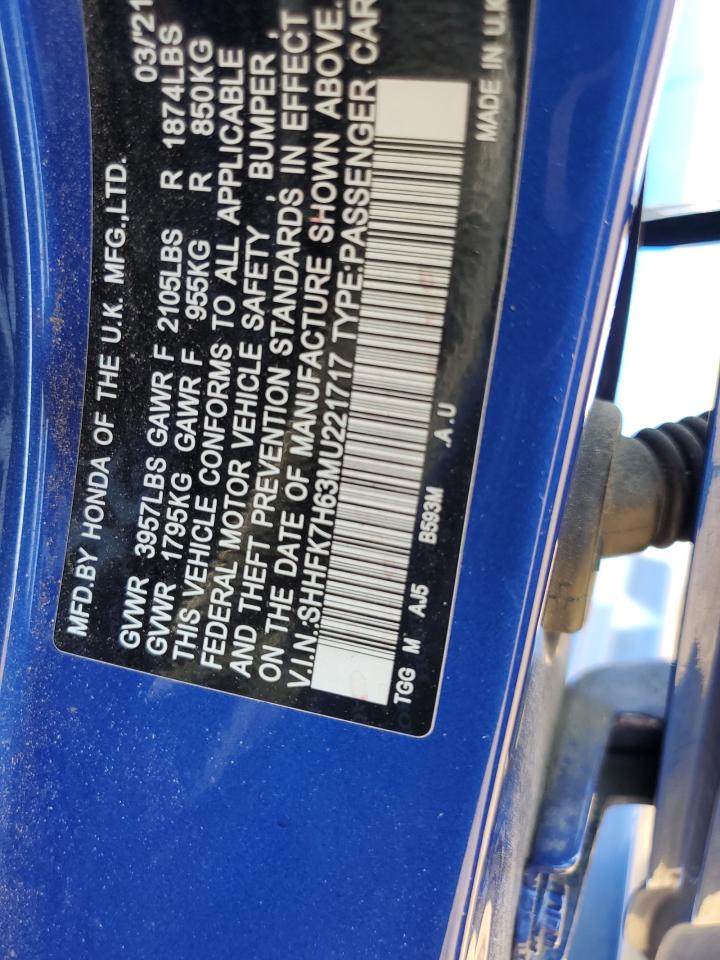 MFD.BY HONDA OF THE U.K. MFG.,LTD. 03/'21
GVWR 3957LBS GAWR F 2105LBS R 1874LBS
GVWR 1795KG GAWR F 955KG R 850KG
THIS VEHICLE CONFORMS TO ALL APPLICABLE
FEDERAL MOTOR VEHICLE SAFETY , BUMPER ,
AND THEFT PREVENTION STANDARDS IN EFFECT
ON THE DATE OF MANUFACTURE SHOWN ABOVE.
V.I.N.:SHHFK7H63MU221717 TYPE:PASSENGER CAR
TGG M AJ5 B593M .A.U MADE IN U.K